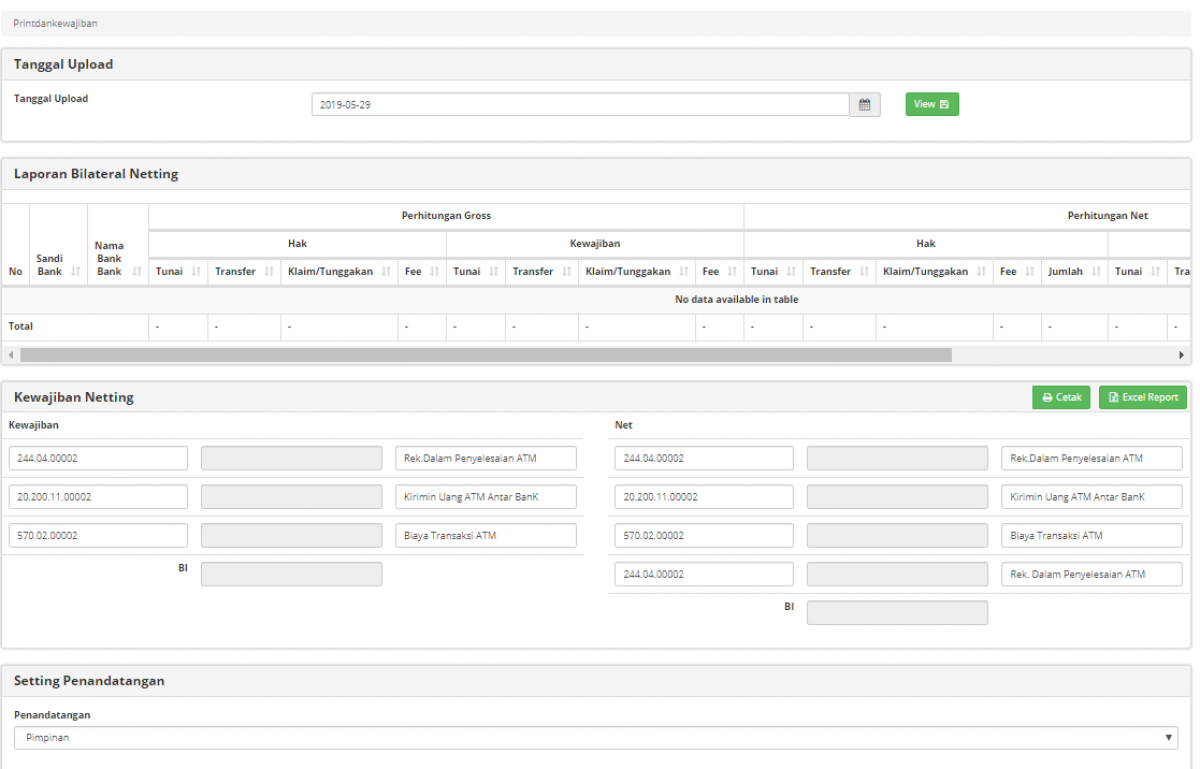 Printdankewajiban
Tanggal Upload
Tanggal Upload 2019-05-29 View
Laporan Bilateral Netting
Perhitungan Gross Perhitungan Net
Hak Kewajiban Hak
No Sandi Bank Nama Bank Bank Tunai Transfer Klaim/Tunggakan Fee Tunai Transfer Klaim/Tunggakan Fee Tunai Transfer Klaim/Tunggakan Fee Jumlah Tunai Tra
No data available in table
Total - - - - - - - - - - - - - - -
Kewajiban Netting Cetak Excel Report
Kewajiban Net
244.04.00002 Rek.Dalam Penyelesaian ATM 244.04.00002 Rek.Dalam Penyelesaian ATM
20.200.11.00002 Kirimin Uang ATM Antar BanK 20.200.11.00002 Kirimin Uang ATM Antar BanK
570.02.00002 Biaya Transaksi ATM 570.02.00002 Biaya Transaksi ATM
BI 244.04.00002 Rek. Dalam Penyelesaian ATM
BI
Setting Penandatangan
Penandatangan
Pimpinan